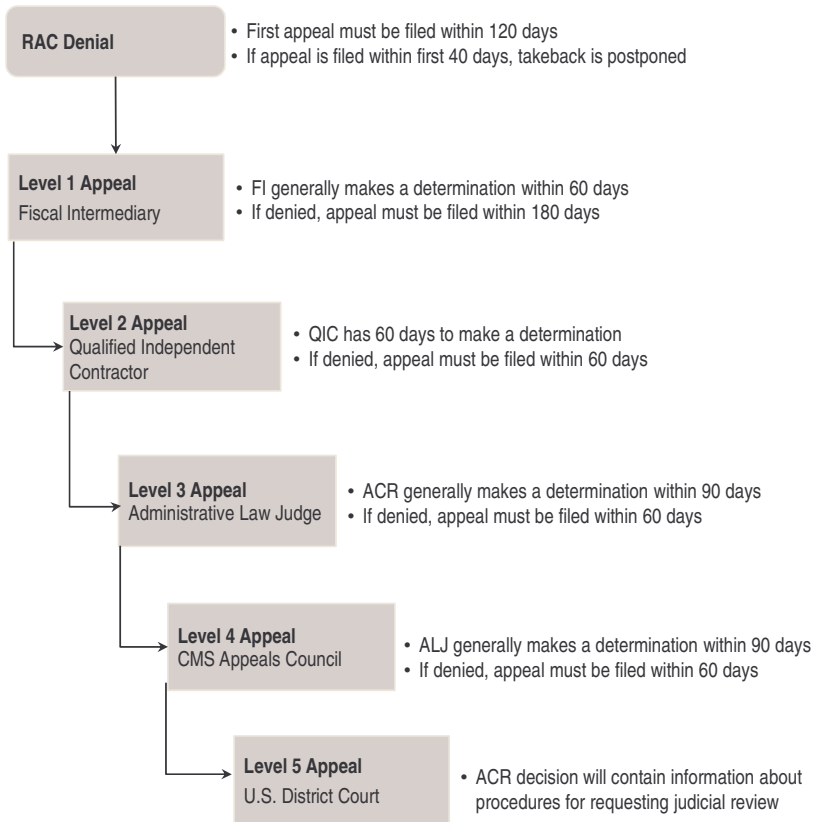 RAC Denial
• First appeal must be filed within 120 days
• If appeal is filed within first 40 days, takeback is postponed
Level 1 Appeal
Fiscal Intermediary
• FI generally makes a determination within 60 days
• If denied, appeal must be filed within 180 days
Level 2 Appeal
Qualified Independent
Contractor
• QIC has 60 days to make a determination
• If denied, appeal must be filed within 60 days
Level 3 Appeal
Administrative Law Judge
• ACR generally makes a determination within 90 days
• If denied, appeal must be filed within 60 days
Level 4 Appeal
CMS Appeals Council
• ALJ generally makes a determination within 90 days
• If denied, appeal must be filed within 60 days
Level 5 Appeal
U.S. District Court
• ACR decision will contain information about
procedures for requesting judicial review